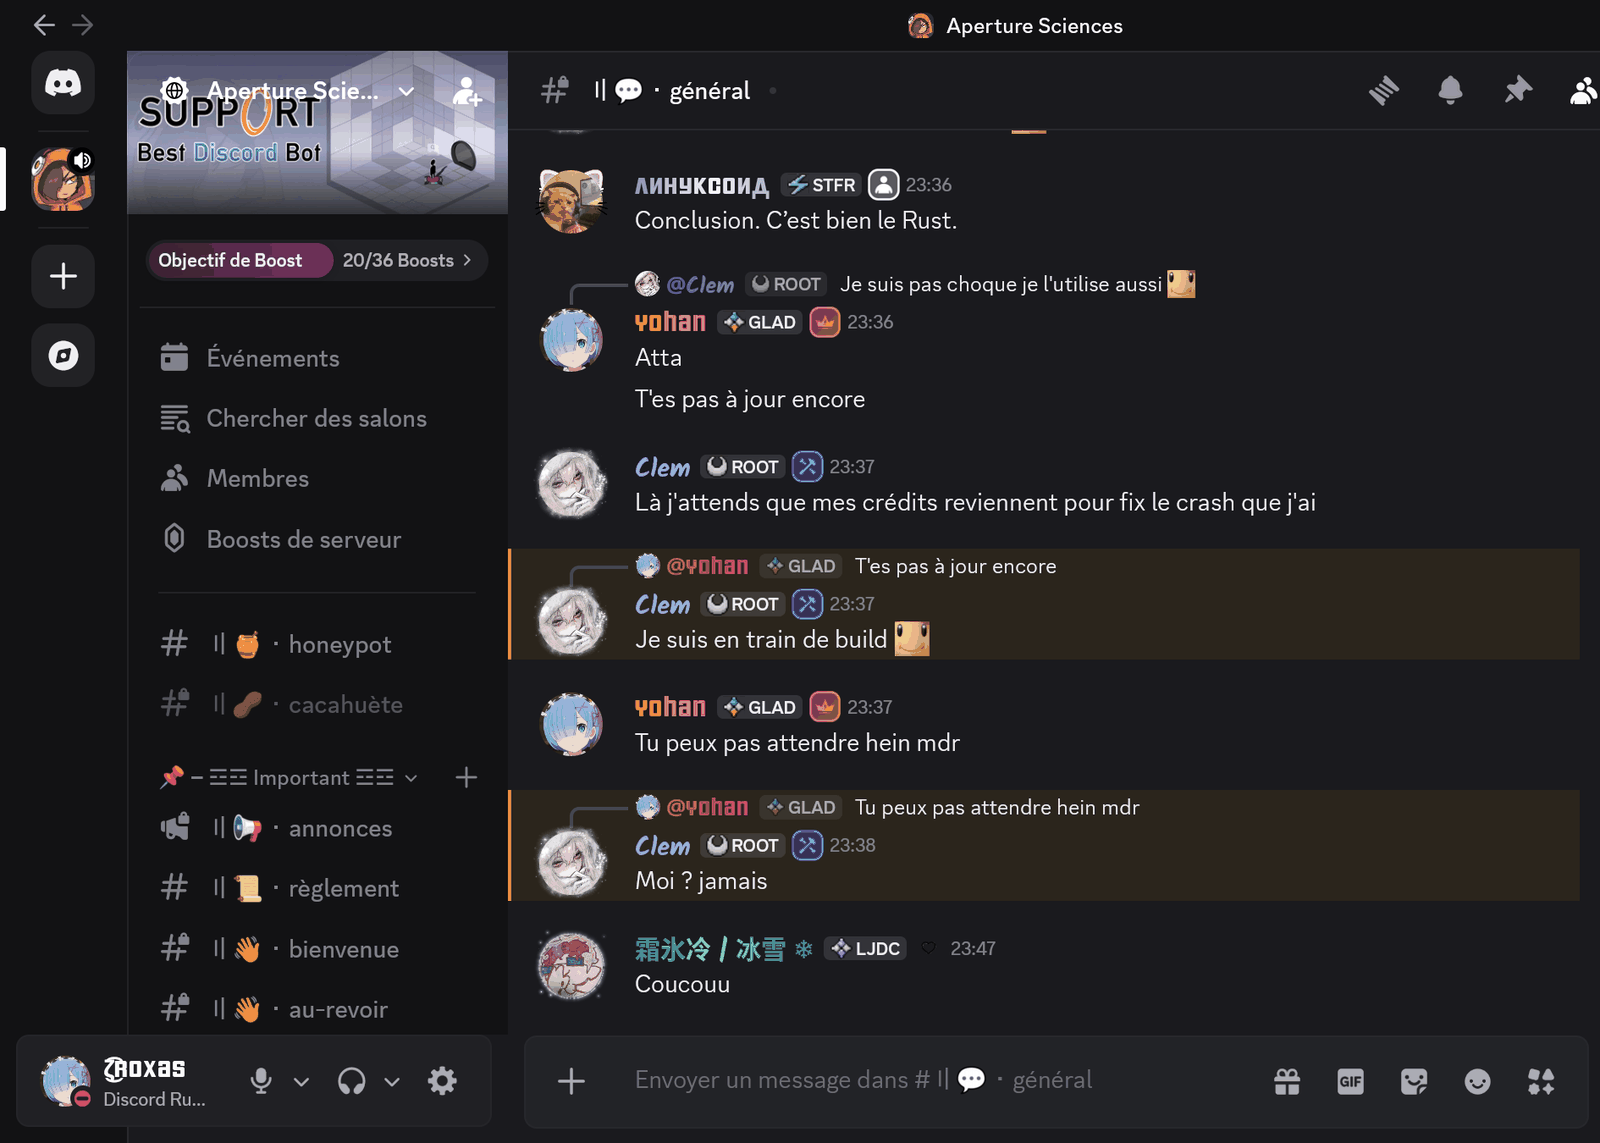 Aperture Sciences
Aperture Scie...
SUPPORT
Best Discord Bot
Objectif de Boost
20/36 Boosts
Événements
Chercher des salons
Membres
Boosts de serveur
honeypot
cacahuète
Important
annonces
règlement
bienvenue
au-revoir
Roxas
Discord Ru...
général
линуксоид STFR 23:36
Conclusion. C'est bien le Rust.
@Clem ROOT Je suis pas choque je l'utilise aussi
yohan GLAD 23:36
Atta
T'es pas à jour encore
Clem ROOT 23:37
Là j'attends que mes crédits reviennent pour fix le crash que j'ai
@yohan GLAD T'es pas à jour encore
Clem ROOT 23:37
Je suis en train de build
yohan GLAD 23:37
Tu peux pas attendre hein mdr
@yohan GLAD Tu peux pas attendre hein mdr
Clem ROOT 23:38
Moi ? jamais
霜氷冷 / 冰雪 ❄ LJDC 23:47
Coucouu
Envoyer un message dans # || 💬 · général
GIF